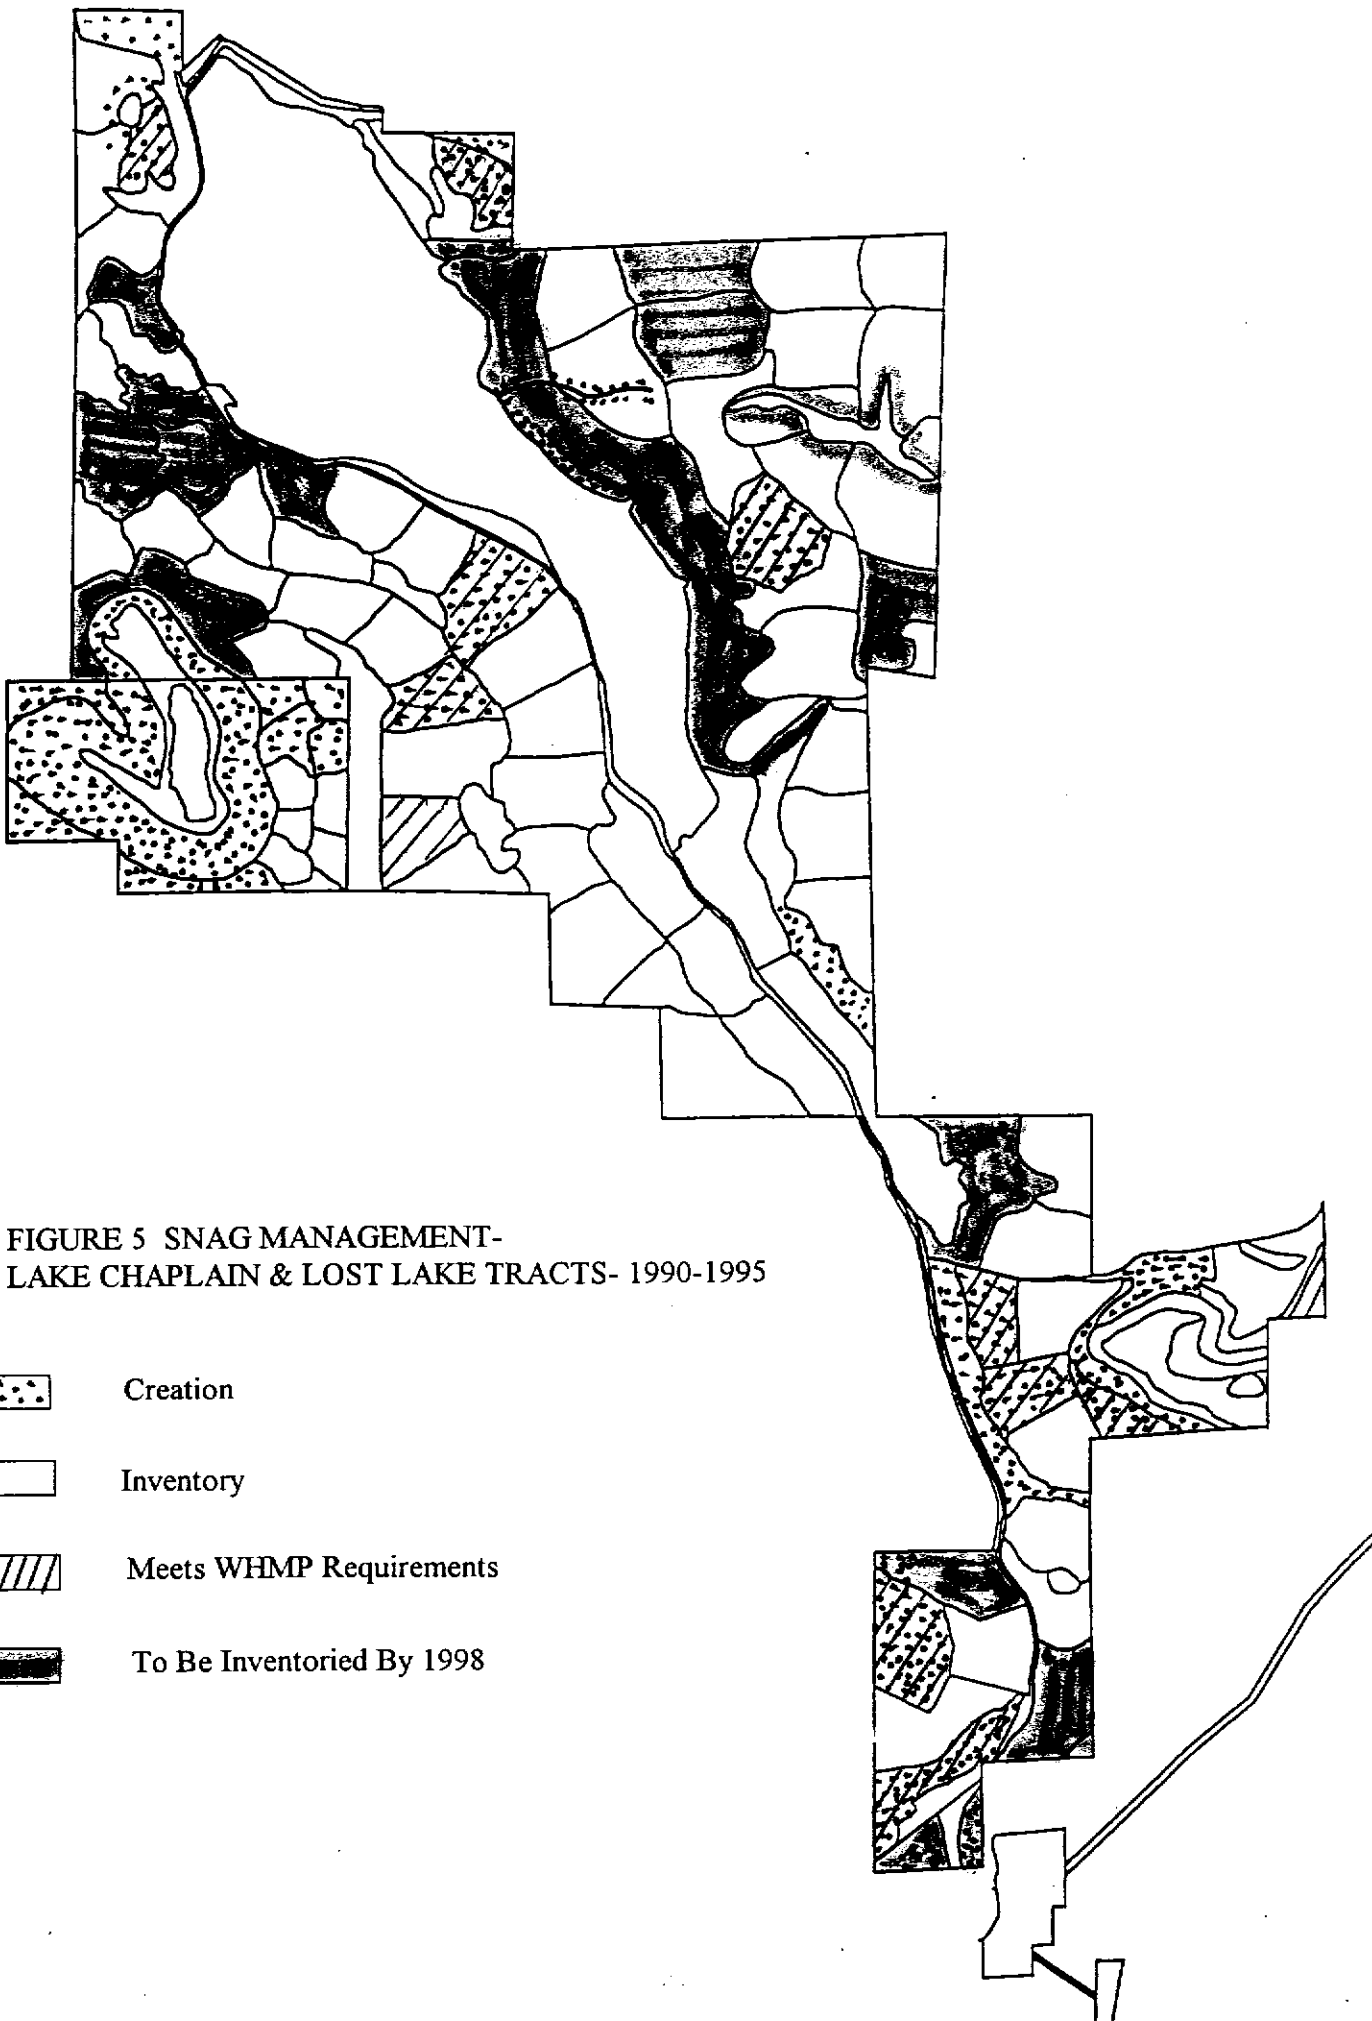 FIGURE 5 SNAG MANAGEMENT-
LAKE CHAPLAIN & LOST LAKE TRACTS- 1990-1995
Creation
Inventory
Meets WHMP Requirements
To Be Inventoried By 1998